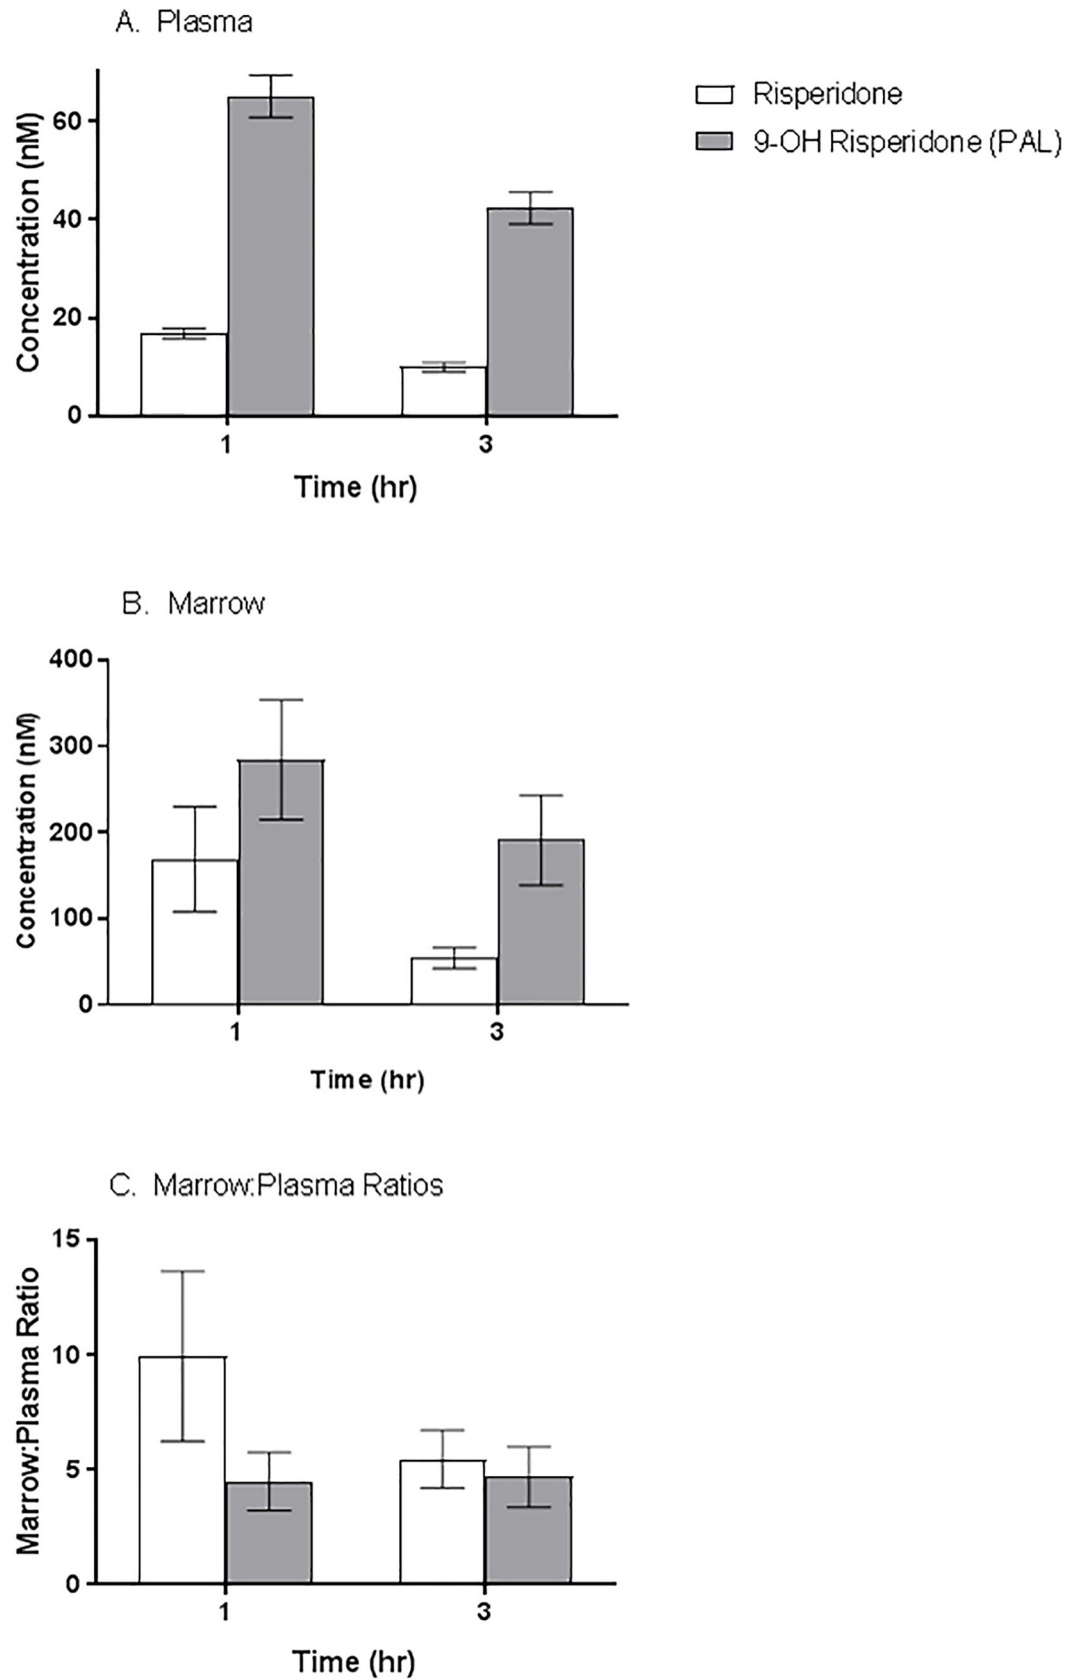 A. Plasma
Risperidone
9-OH Risperidone (PAL)
Concentration (nM)
60
40
20
0
1
3
Time (hr)
B. Marrow
Concentration (nM)
400
300
200
100
0
1
3
Time (hr)
C. Marrow:Plasma Ratios
Marrow:Plasma Ratio
15
10
5
0
1
3
Time (hr)